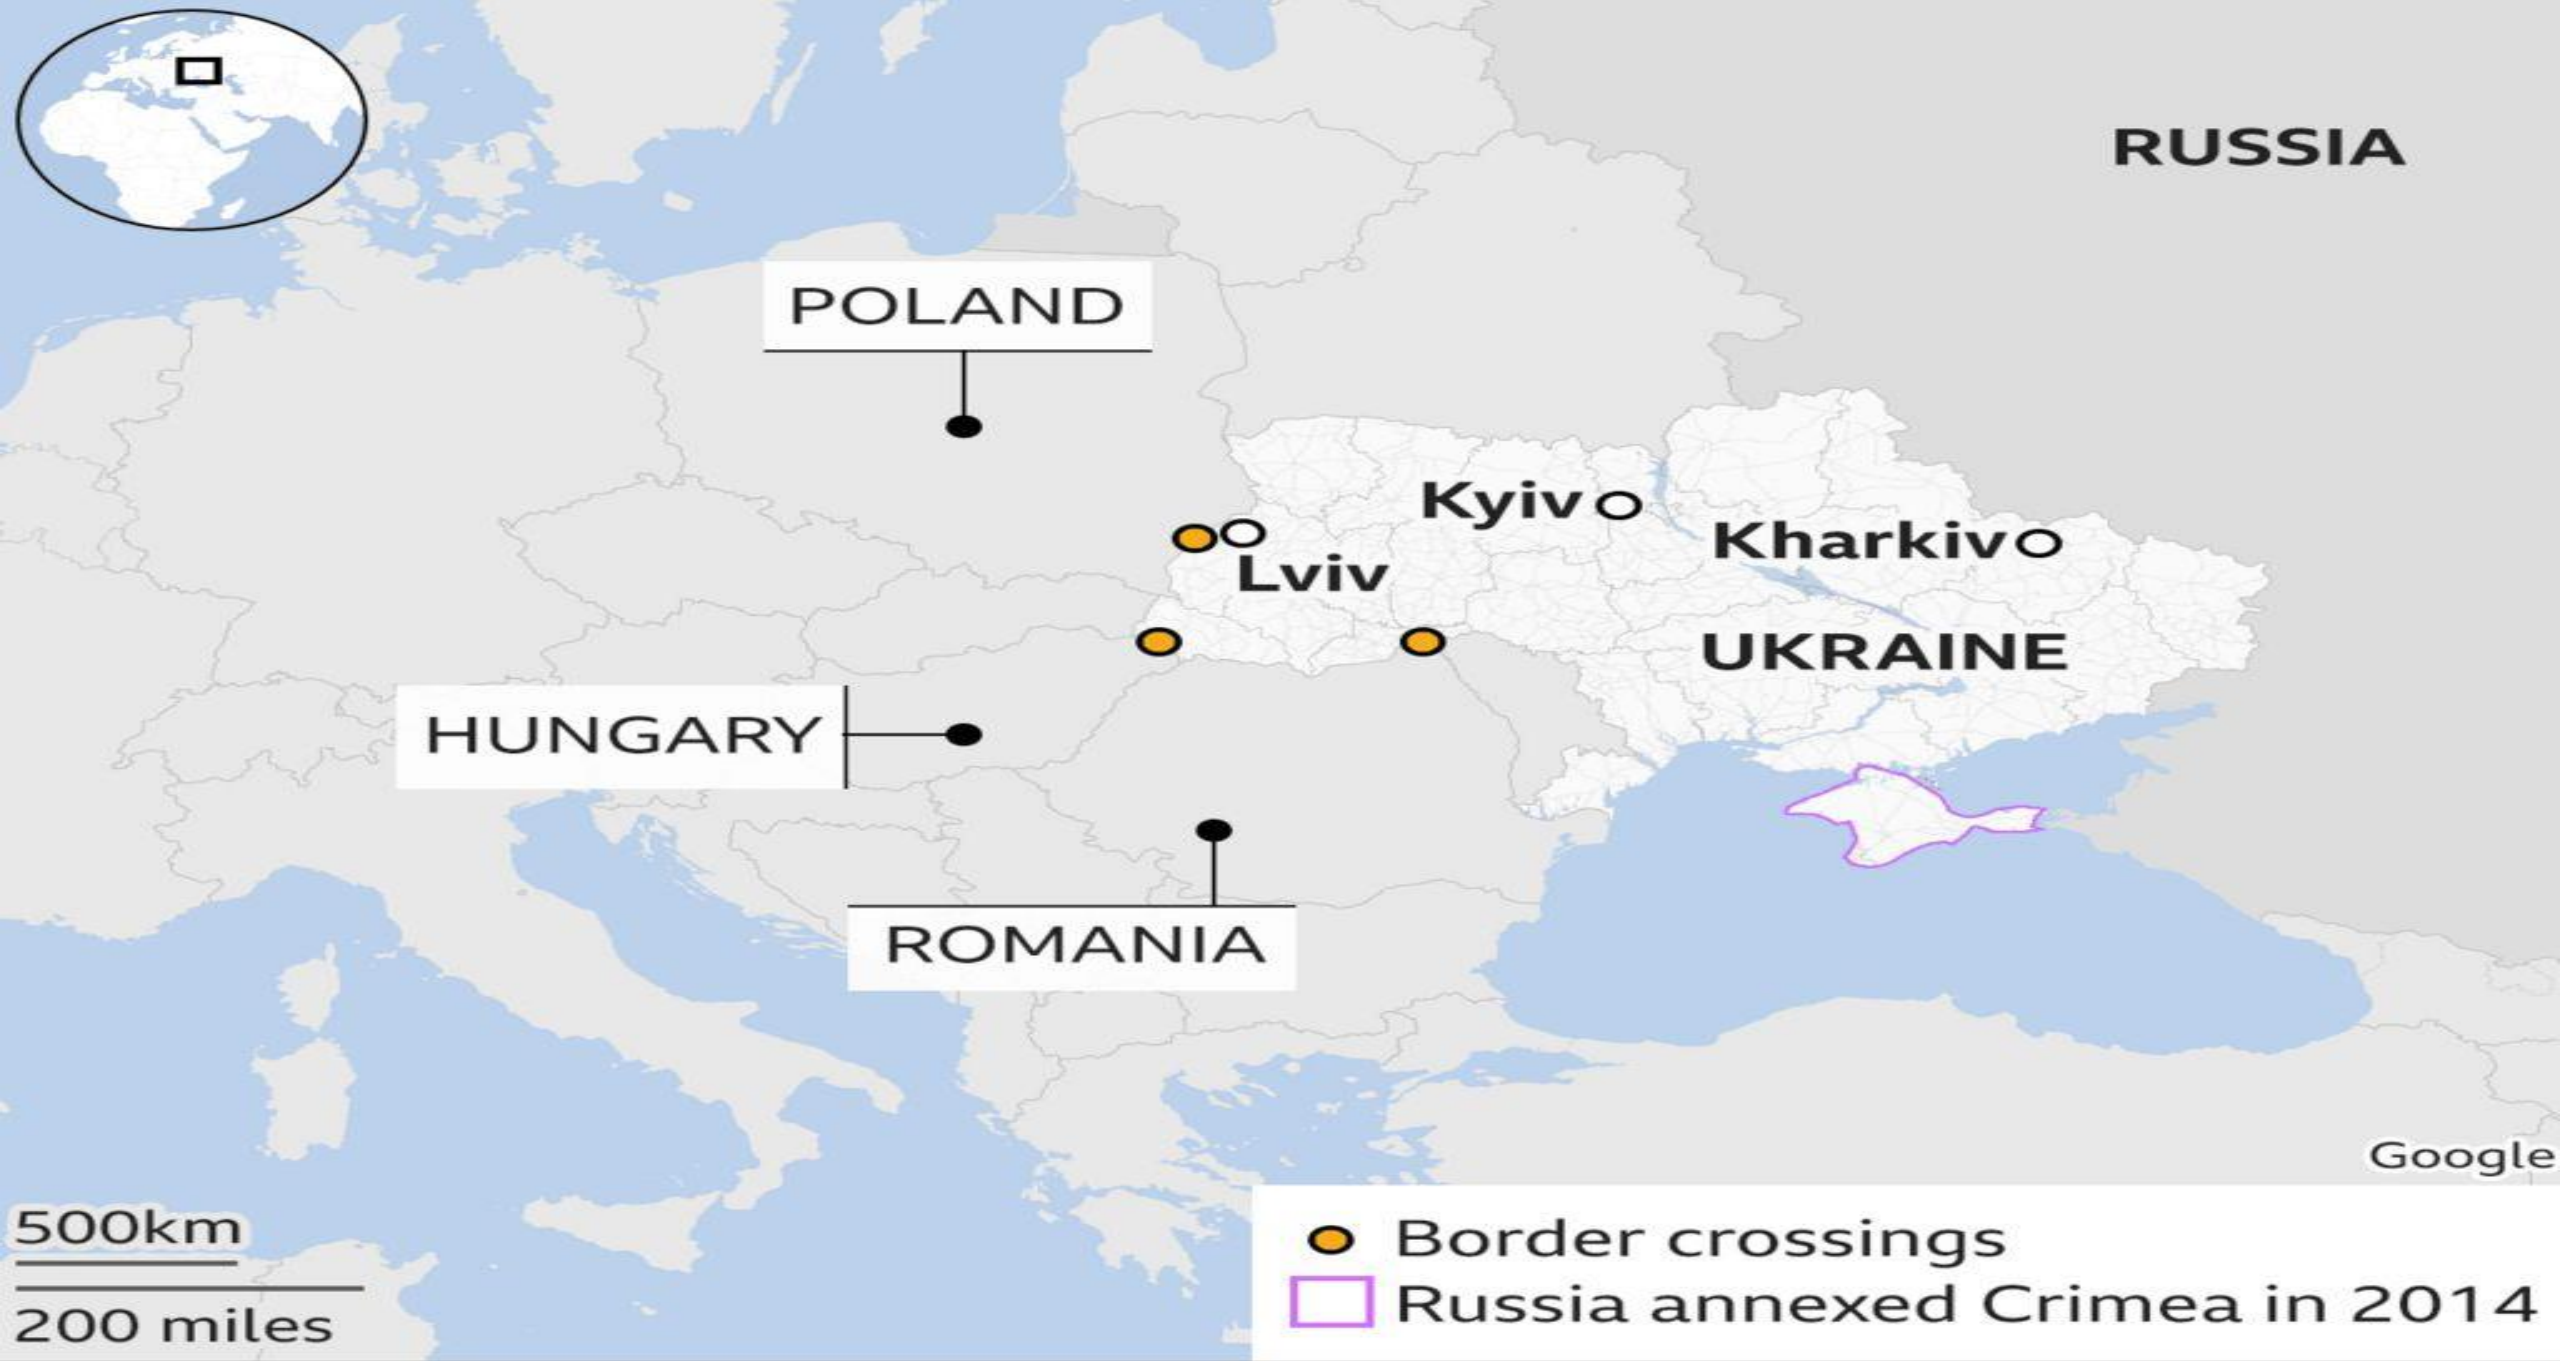 RUSSIA
POLAND
Kyiv
Kharkiv
Lviv
UKRAINE
HUNGARY
ROMANIA
Google
500km
200 miles
Border crossings
Russia annexed Crimea in 2014